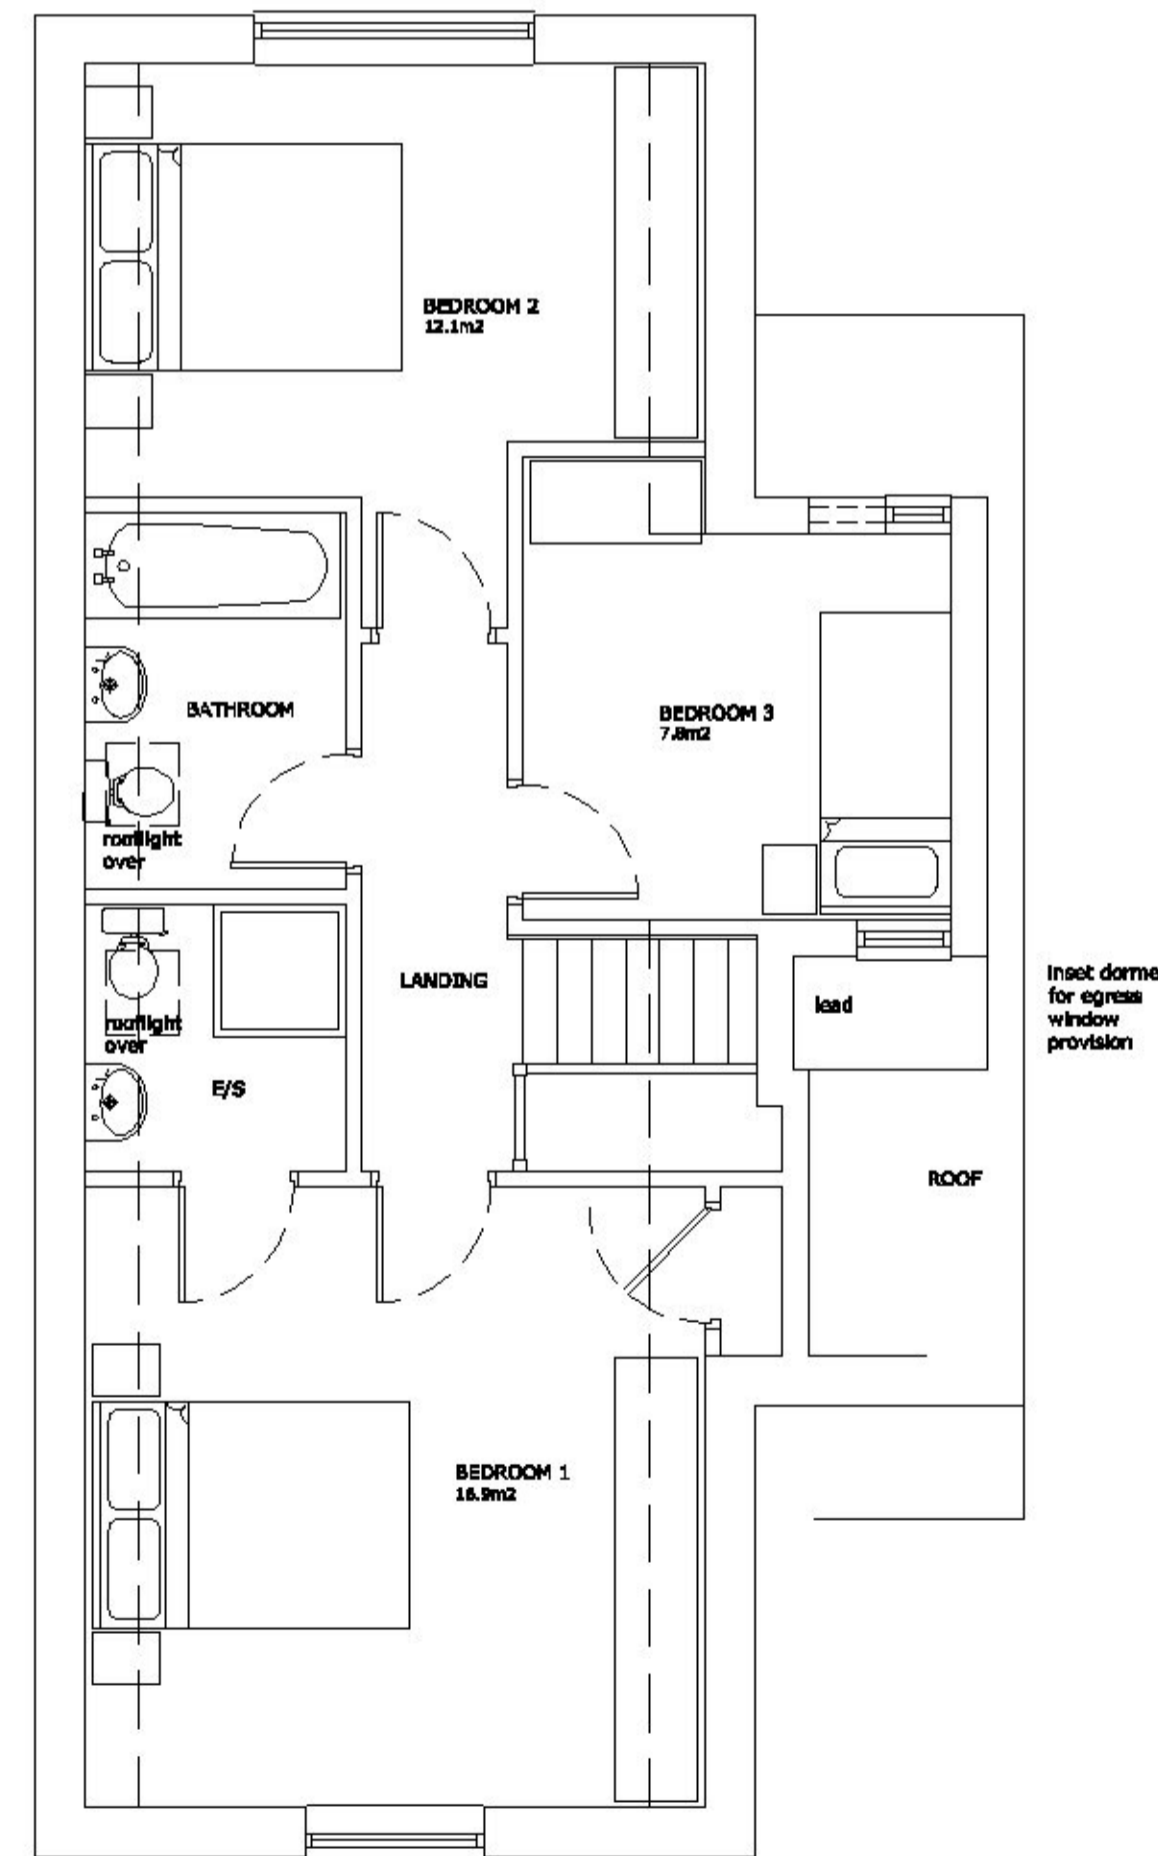 BEDROOM 2
12.1m2
BATHROOM
BEDROOM 3
7.8m2
rooflight
over
LANDING
lead
Inset dorme
for egress
window
provision
rooflight
over
E/S
ROOF
BEDROOM 1
16.9m2